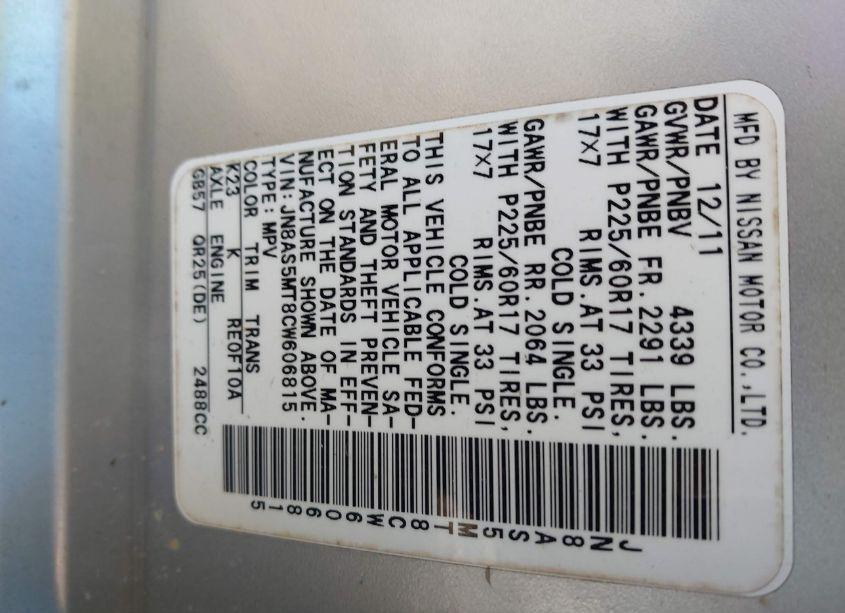 MFD BY NISSAN MOTOR CO.,LTD.
DATE 12/11
GVWR/PNBV 4339 LBS.
GAWR/PNBE FR. 2291 LBS.
WITH P225/60R17 TIRES,
17X7 RIMS.AT 33 PSI
COLD SINGLE.
GAWR/PNBE RR. 2064 LBS.
WITH P225/60R17 TIRES,
17X7 RIMS.AT 33 PSI
COLD SINGLE.
THIS VEHICLE CONFORMS
TO ALL APPLICABLE FED-
ERAL MOTOR VEHICLE SA-
FETY AND THEFT PREVEN-
TION STANDARDS IN EFF-
ECT ON THE DATE OF MA-
NUFACTURE SHOWN ABOVE.
VIN:JN8AS5MT8CW606815
TYPE: MPV
COLOR TRIM TRANS
K23 K RE0F10A
AXLE ENGINE
GB57 QR25(DE) 2488CC
JN8AS5MT8CW606815